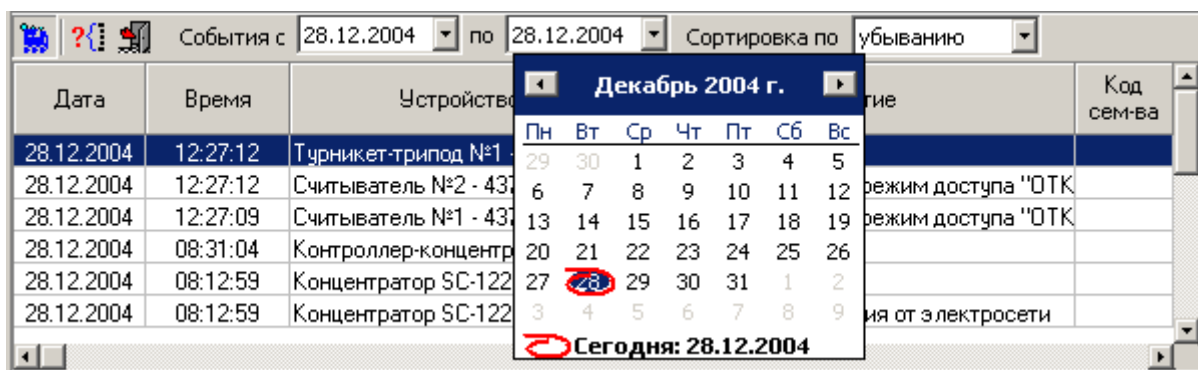 События с 28.12.2004 по 28.12.2004 Сортировка по убыванию
Дата Время Устройство тие Код сем-ва
28.12.2004 12:27:12 Турникет-трипод №1 -
28.12.2004 12:27:12 Считыватель №2 - 437 режим доступа "ОТК
28.12.2004 12:27:09 Считыватель №1 - 437 режим доступа "ОТК
28.12.2004 08:31:04 Контроллер-концентр
28.12.2004 08:12:59 Концентратор SC-122
28.12.2004 08:12:59 Концентратор SC-122 ия от электросети
Декабрь 2004 г.
Пн Вт Ср Чт Пт Сб Вс
29 30 1 2 3 4 5
6 7 8 9 10 11 12
13 14 15 16 17 18 19
20 21 22 23 24 25 26
27 28 29 30 31 1 2
3 4 5 6 7 8 9
Сегодня: 28.12.2004